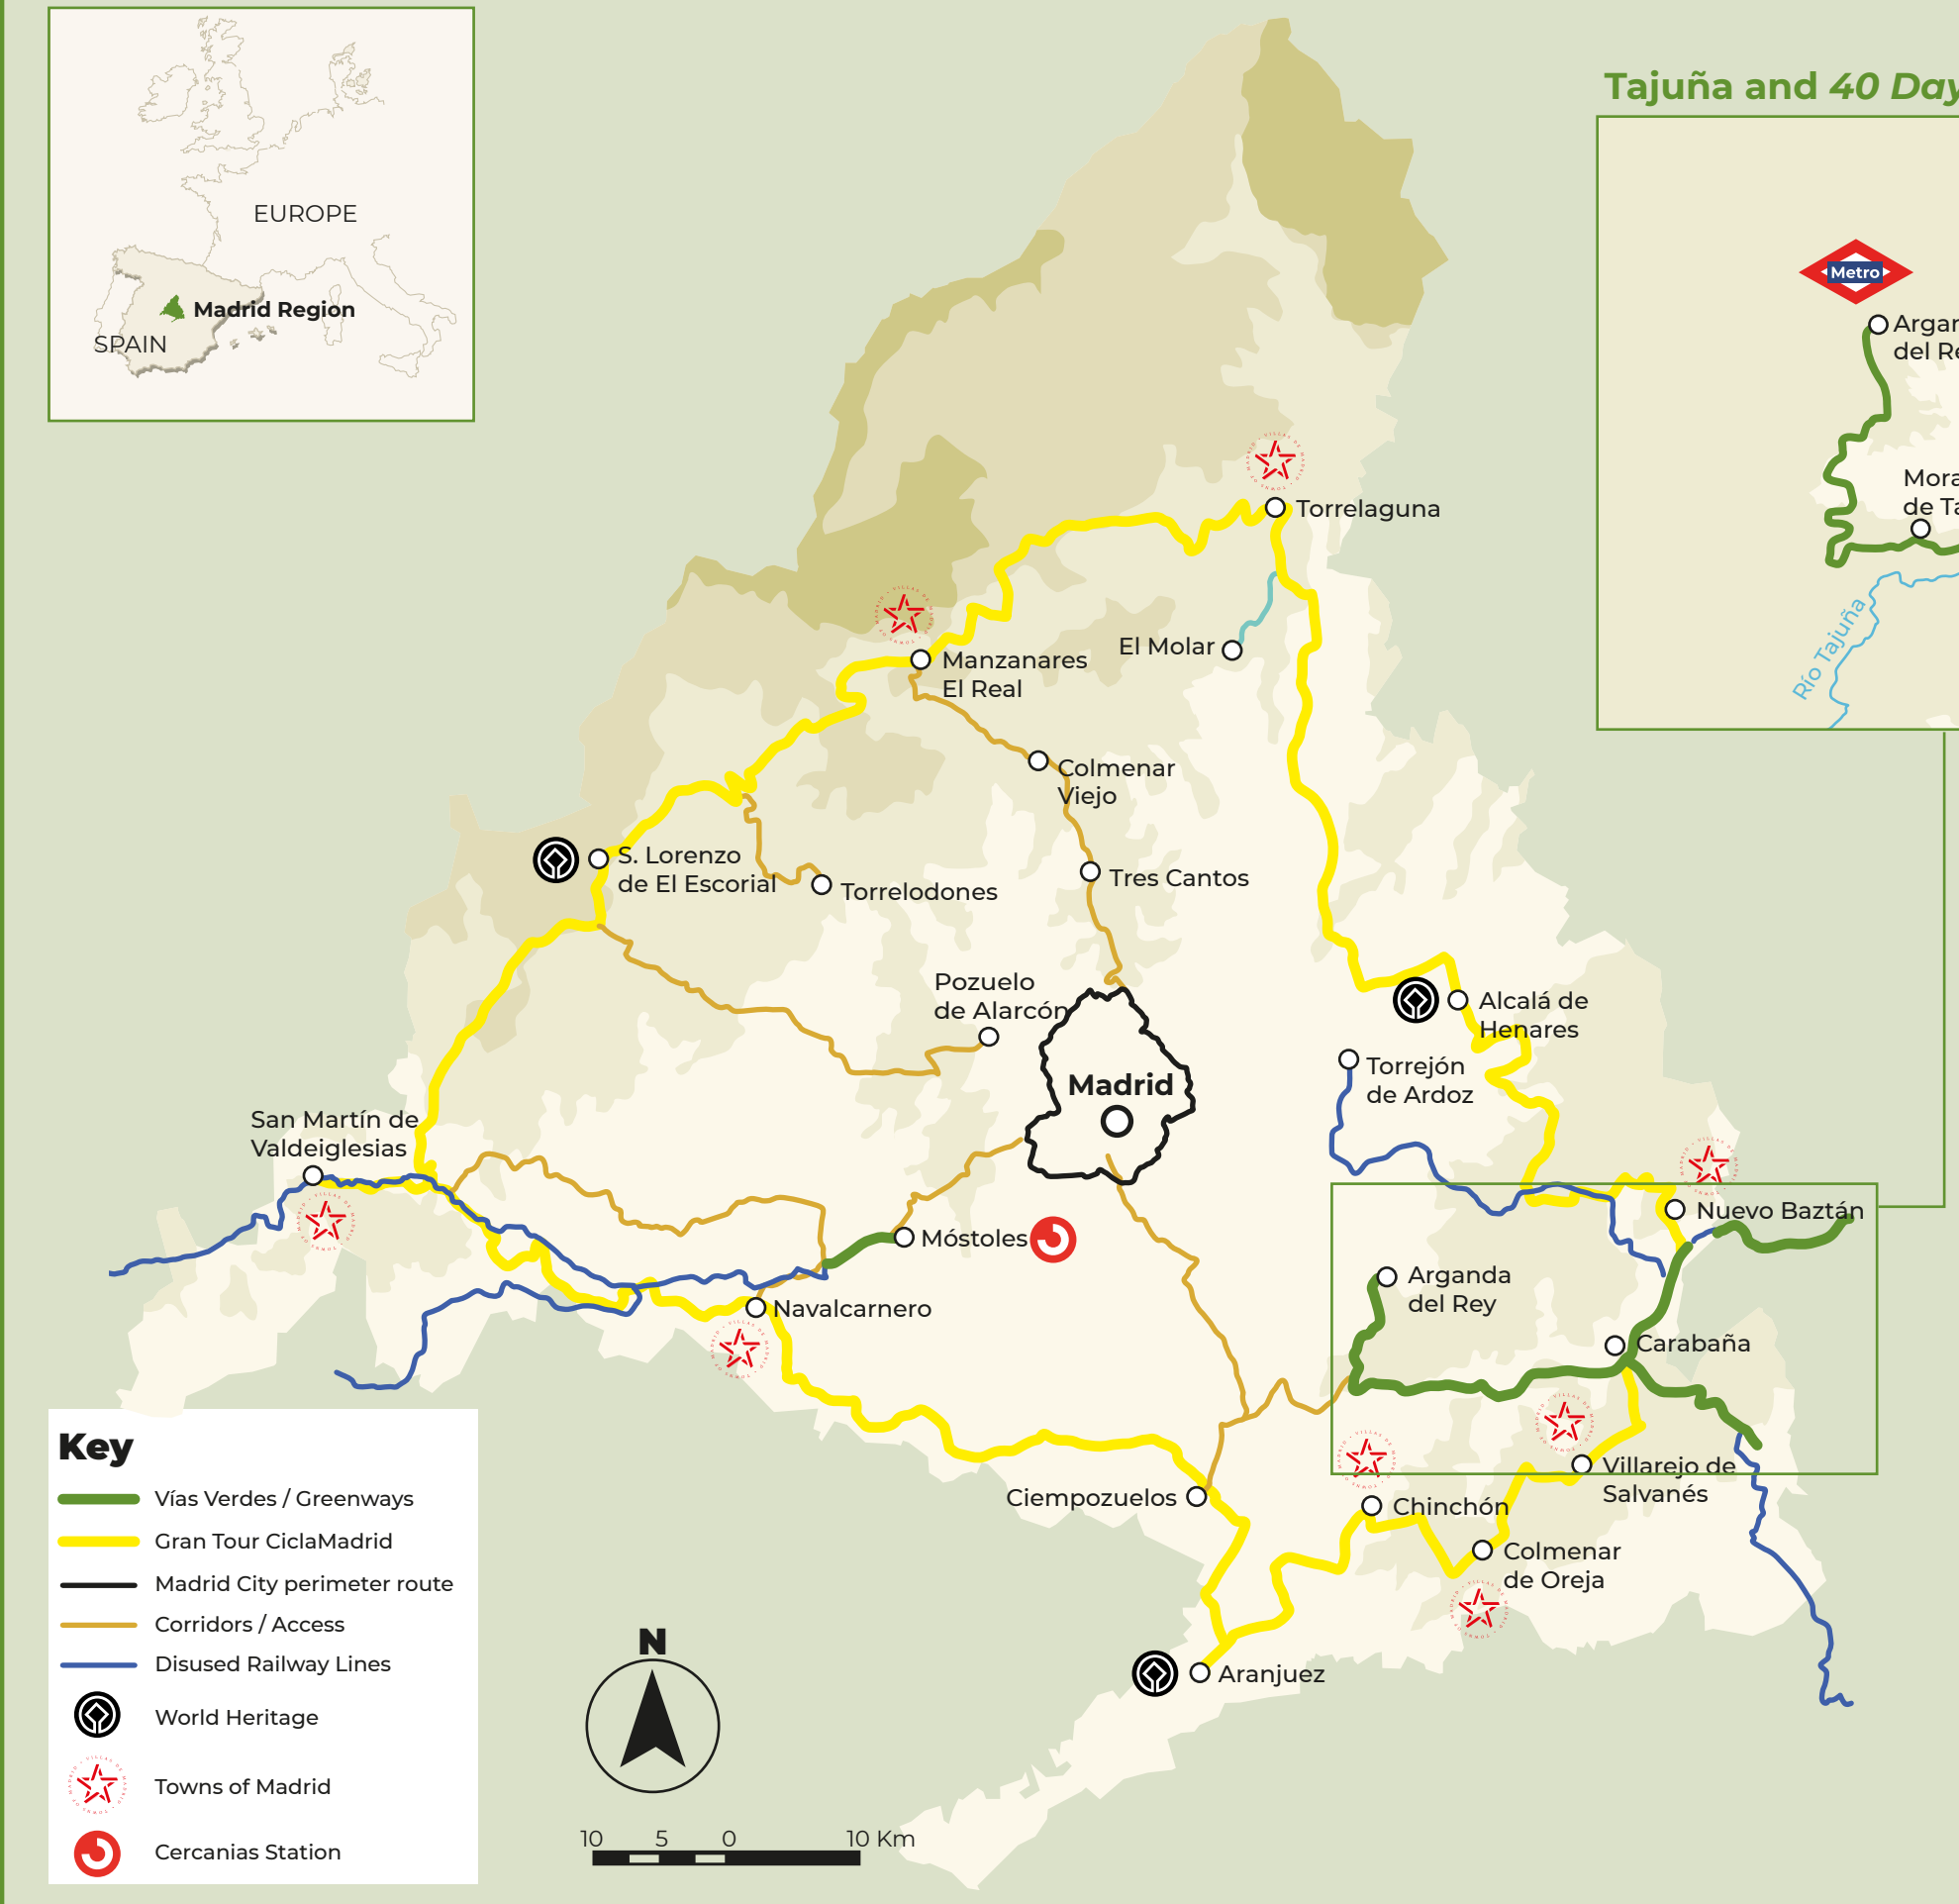 EUROPE
Madrid Region
SPAIN
Tajuña and 40 Day
Metro
Argan
del Re
Mora
de Ta
Río Tajuña
Torrelaguna
Manzanares
El Real
El Molar
Colmenar
Viejo
S. Lorenzo
de El Escorial
Torrelodones
Tres Cantos
Pozuelo
de Alarcón
Alcalá de
Henares
Madrid
Torrejón
de Ardoz
San Martín de
Valdeiglesias
Nuevo Baztán
Móstoles
Arganda
del Rey
Navalcarnero
Carabaña
Villarejo de
Salvanés
Ciempozuelos
Chinchón
Colmenar
de Oreja
Aranjuez
Key
Vías Verdes / Greenways
Gran Tour CiclaMadrid
Madrid City perimeter route
Corridors / Access
Disused Railway Lines
World Heritage
Towns of Madrid
Cercanias Station
N
10 5 0 10 Km